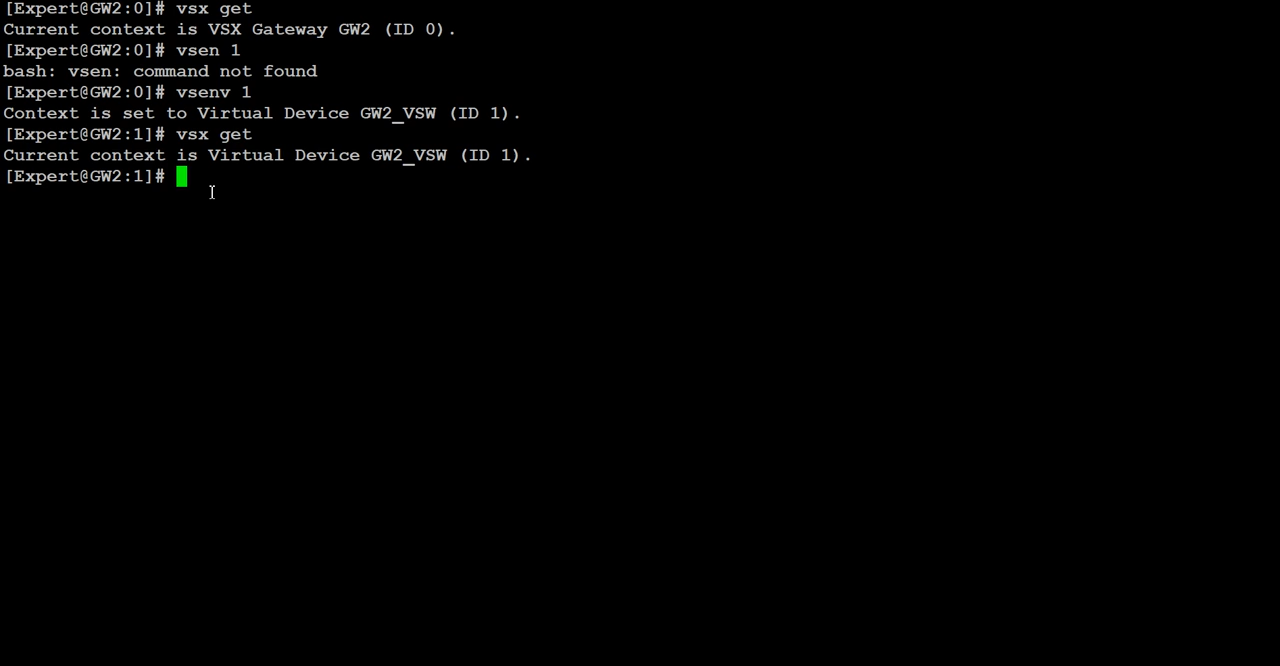 [Expert@GW2:0]# vsx get
Current context is VSX Gateway GW2 (ID 0).
[Expert@GW2:0]# vsen 1
bash: vsen: command not found
[Expert@GW2:0]# vsenv 1
Context is set to Virtual Device GW2_VSW (ID 1).
[Expert@GW2:1]# vsx get
Current context is Virtual Device GW2_VSW (ID 1).
[Expert@GW2:1]#